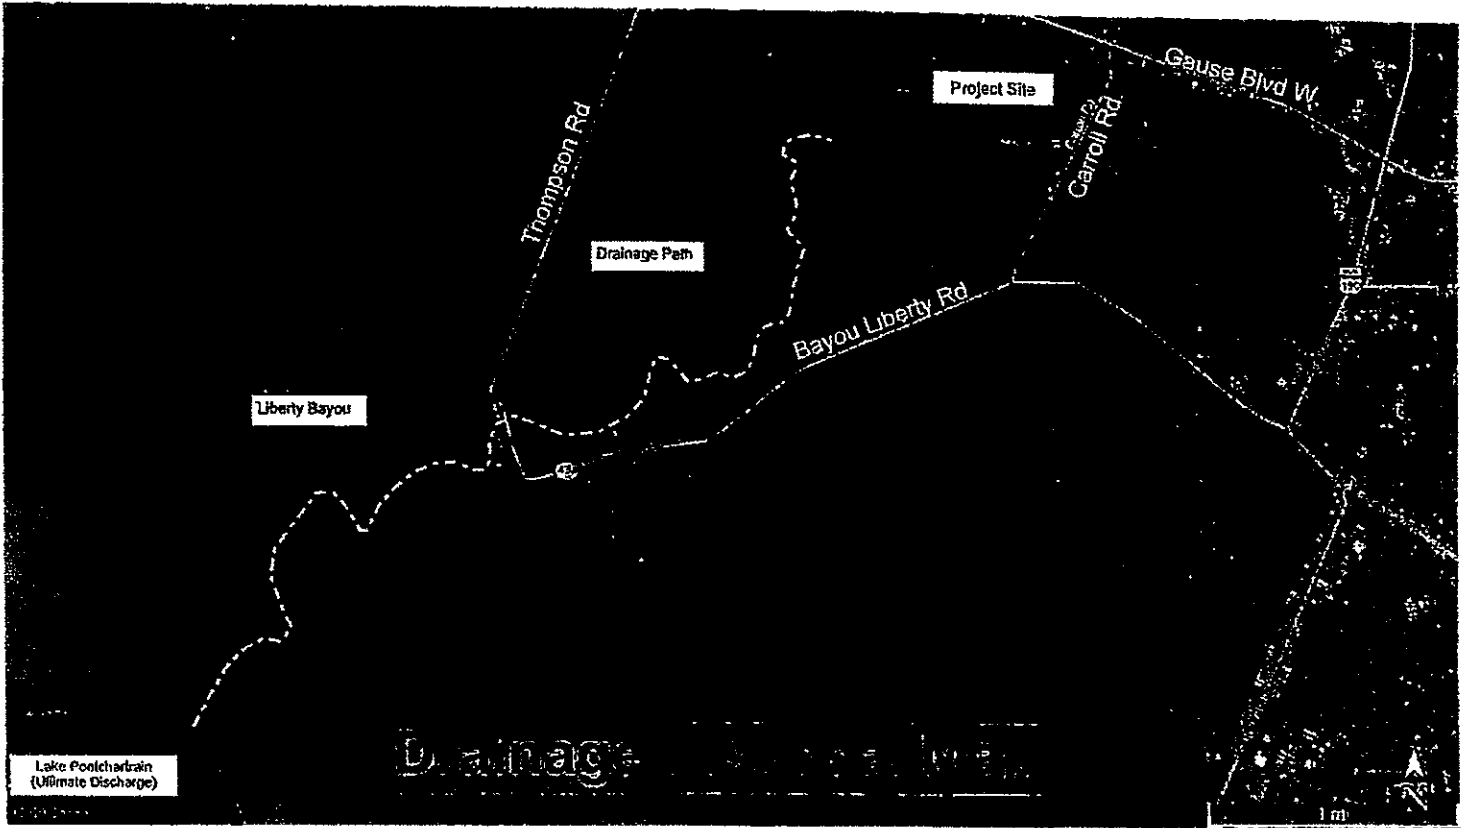 Gause Blvd W
Project Site
Carroll Rd
Thompson Rd
Drainage Path
Bayou Liberty Rd
Liberty Bayou
Drainage
Lake Pontchartrain
(Ultimate Discharge)
1 mi